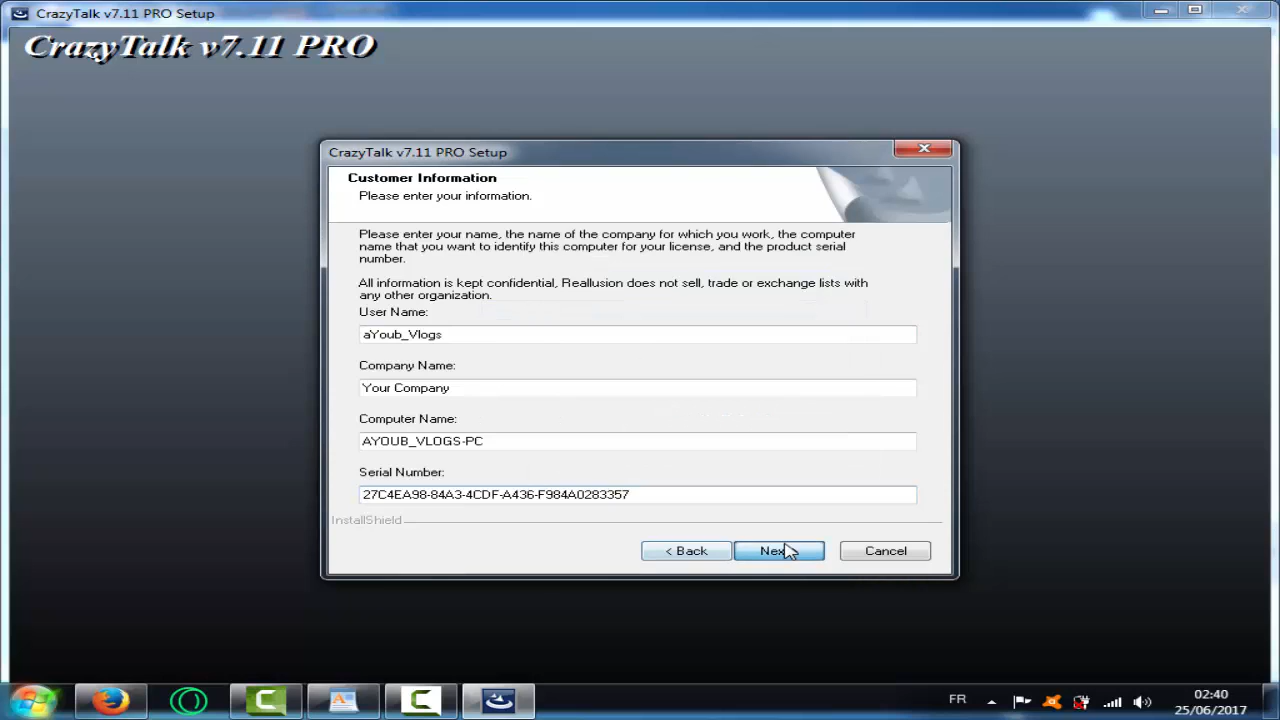 CrazyTalk v7.11 PRO Setup
CrazyTalk v7.11 PRO
CrazyTalk v7.11 PRO Setup
Customer Information
Please enter your information.
Please enter your name, the name of the company for which you work, the computer
name that you want to identify this computer for your license, and the product serial
number.
All information is kept confidential, Reallusion does not sell, trade or exchange lists with
any other organization.
User Name:
aYoub_Vlogs
Company Name:
Your Company
Computer Name:
AYOUB_VLOGS-PC
Serial Number:
27C4EA98-84A3-4CDF-A436-F984A0283357
InstallShield
< Back
Cancel
FR
02:40
25/06/2017